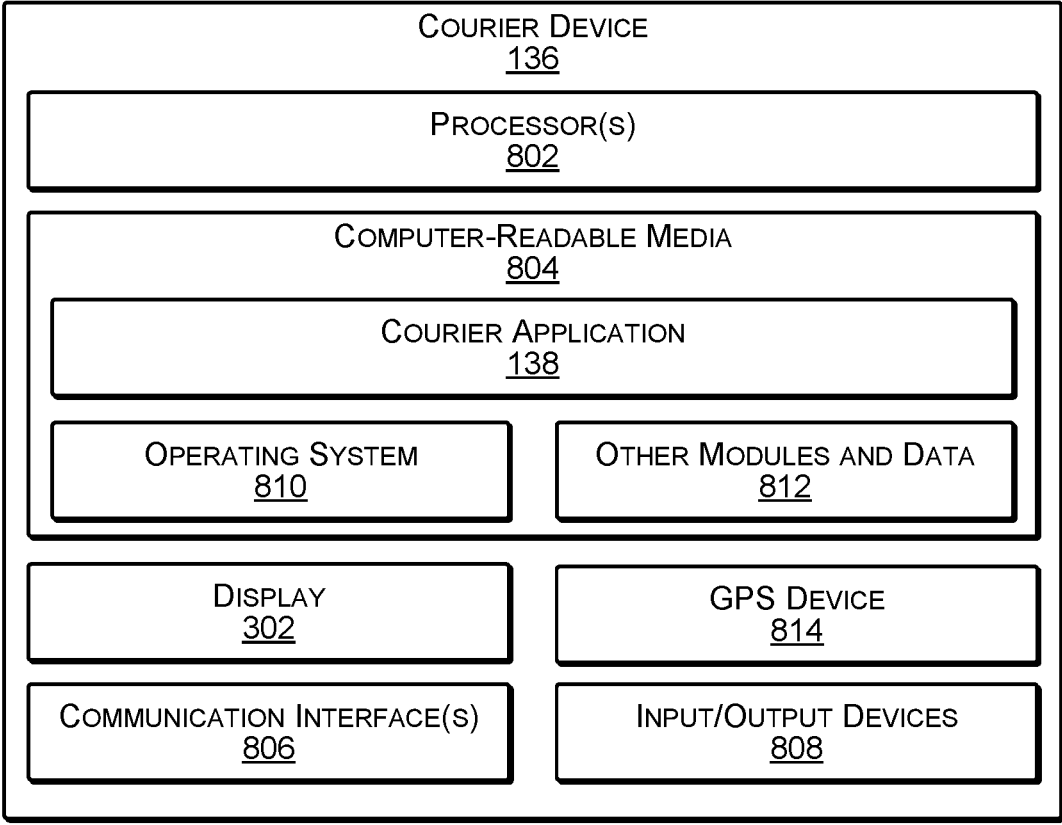 COURIER DEVICE
136
PROCESSOR(S)
802
COMPUTER-READABLE MEDIA
804
COURIER APPLICATION
138
OPERATING SYSTEM
810
OTHER MODULES AND DATA
812
DISPLAY
302
GPS DEVICE
814
COMMUNICATION INTERFACE(S)
806
INPUT/OUTPUT DEVICES
808